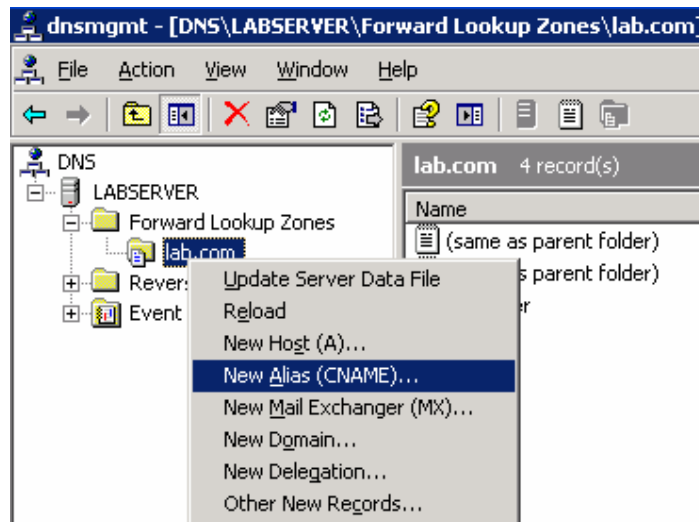 dnsmgmt - [DNS\LABSERVER\Forward Lookup Zones\lab.com]
File Action View Window Help
DNS
LABSERVER
Forward Lookup Zones
lab.com
Revers
Event
lab.com 4 record(s)
Name
(same as parent folder)
s parent folder)
r
Update Server Data File
Reload
New Host (A)...
New Alias (CNAME)...
New Mail Exchanger (MX)...
New Domain...
New Delegation...
Other New Records...